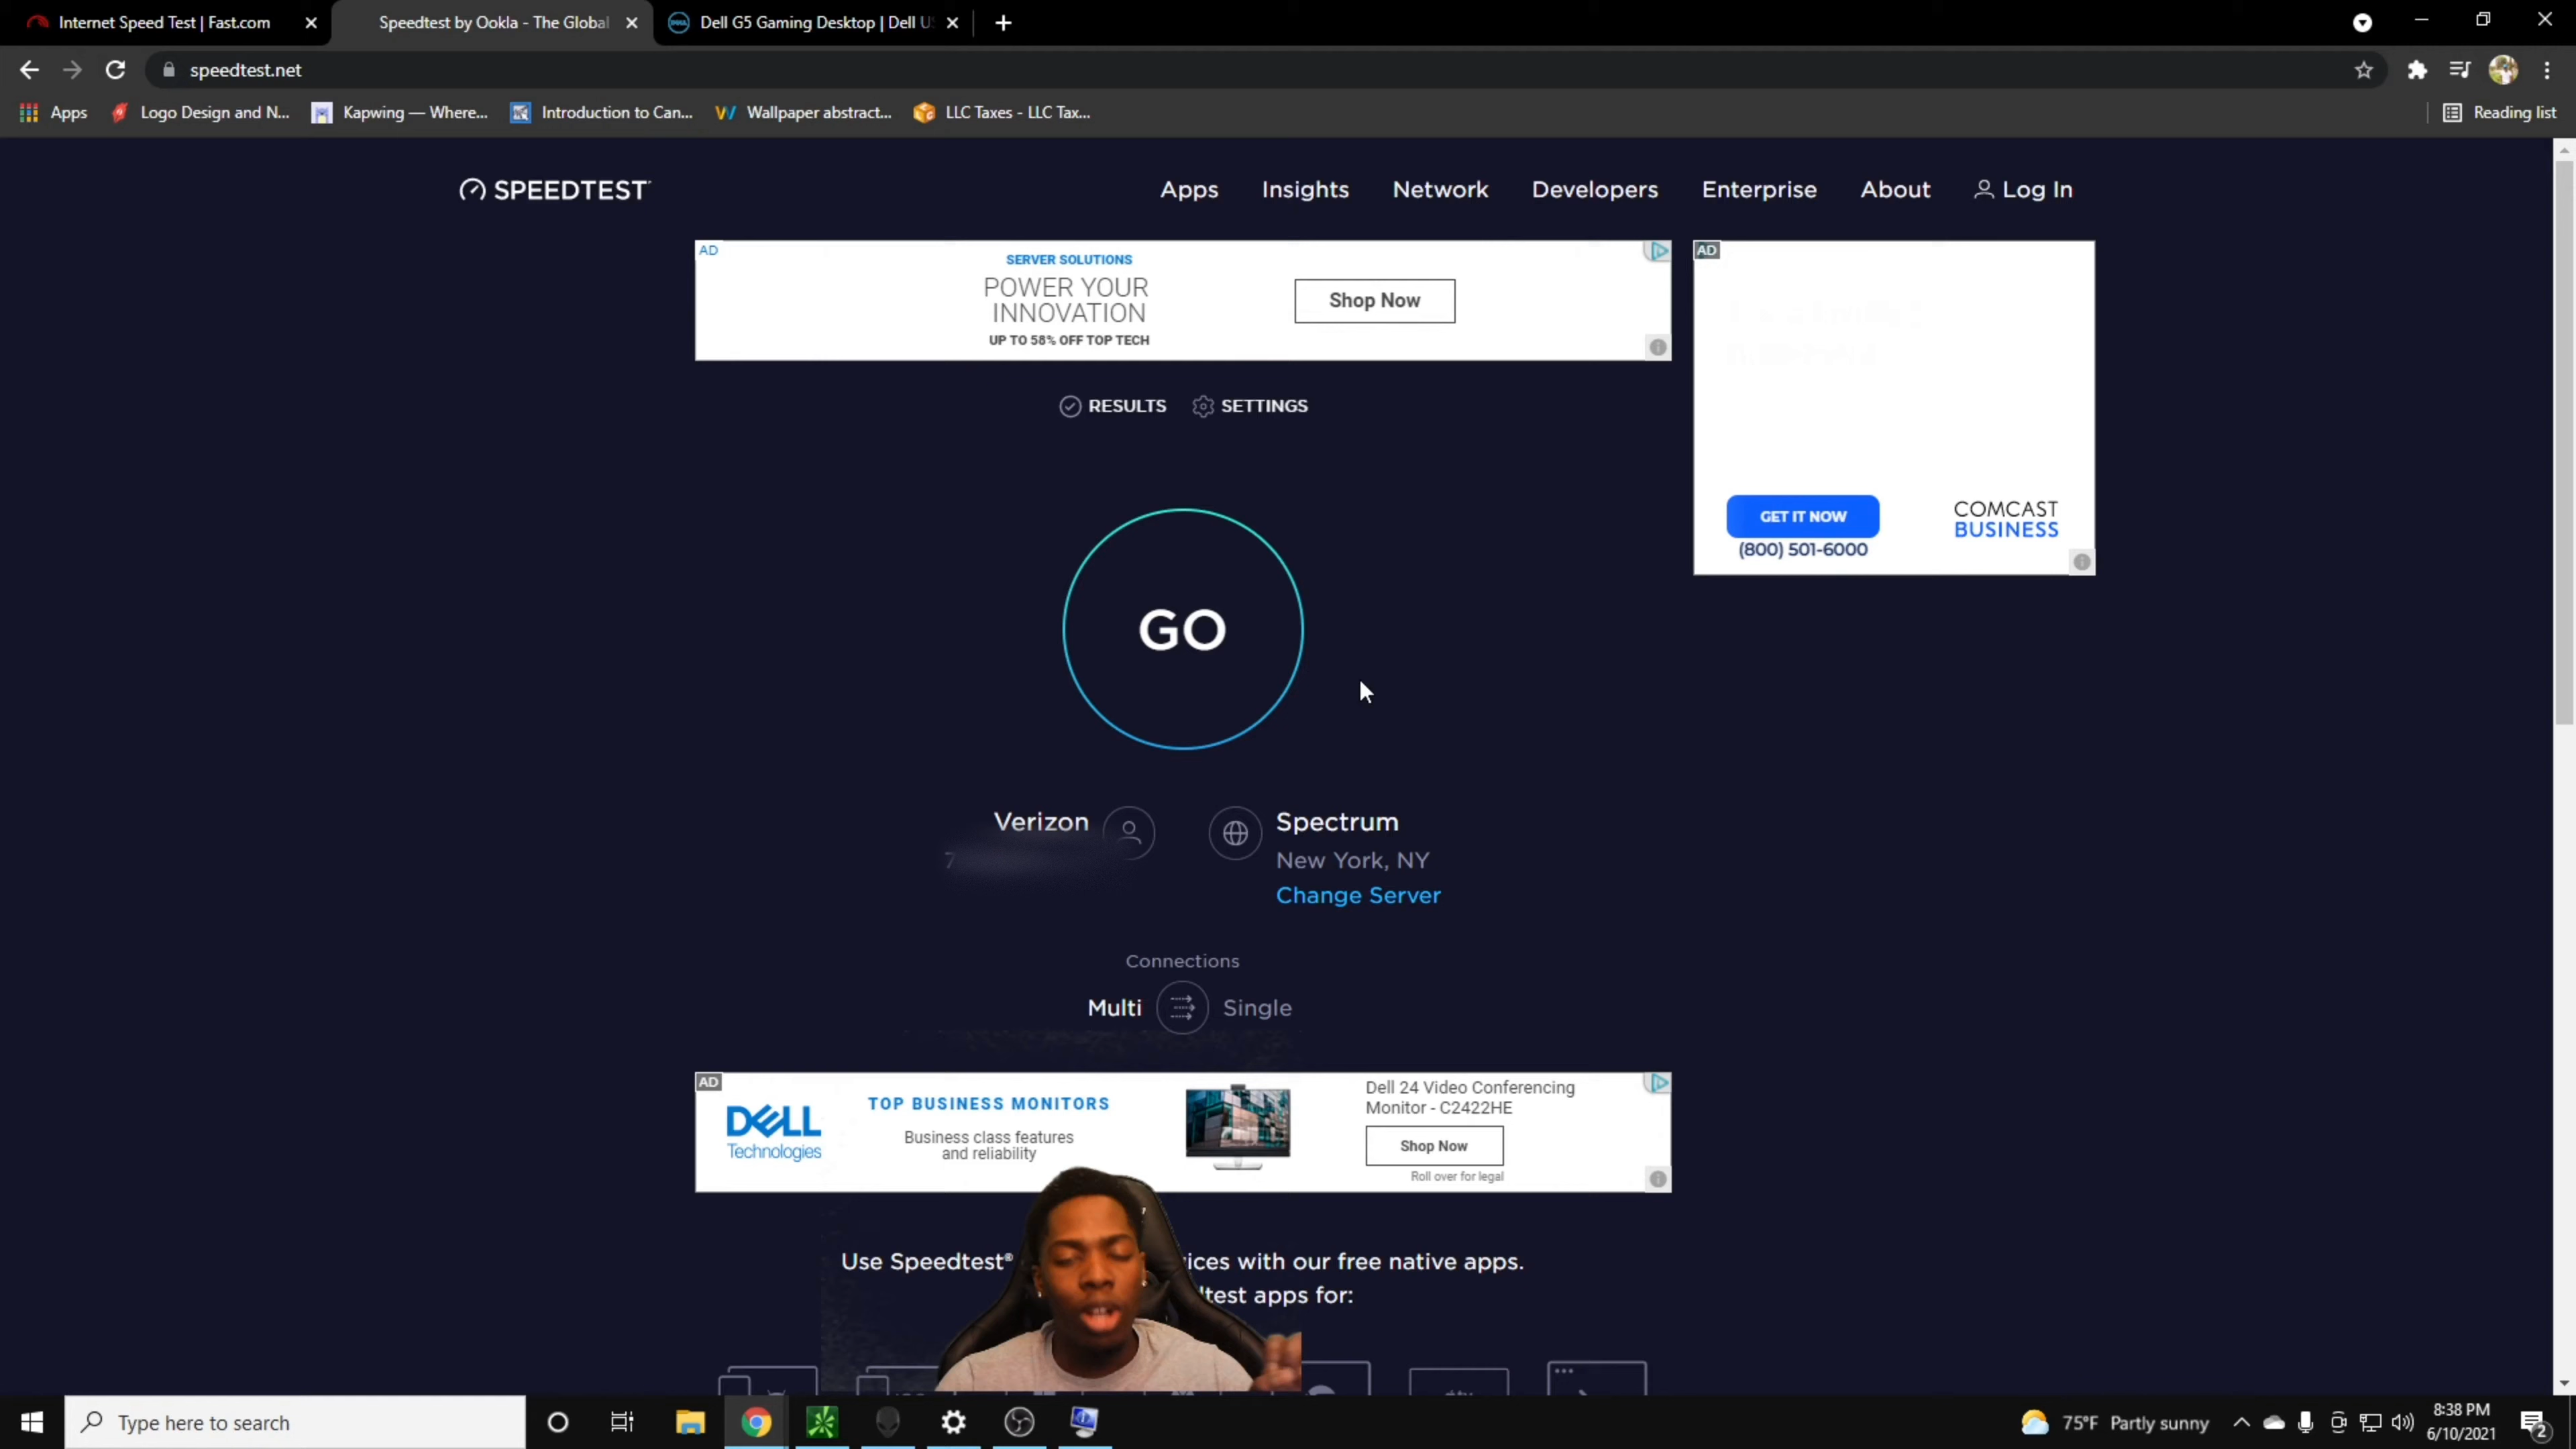 Internet Speed Test | Fast.com
Speedtest by Ookla - The Global
Dell G5 Gaming Desktop | Dell U
speedtest.net
Apps
Logo Design and N...
Kapwing — Where...
Introduction to Can...
Wallpaper abstract...
LLC Taxes - LLC Tax...
Reading list
SPEEDTEST
Apps
Insights
Network
Developers
Enterprise
About
Log In
AD
SERVER SOLUTIONS
POWER YOUR
INNOVATION
UP TO 58% OFF TOP TECH
Shop Now
AD
GET IT NOW
(800) 501-6000
COMCAST
BUSINESS
RESULTS
SETTINGS
GO
Verizon
7
Spectrum
New York, NY
Change Server
Connections
Multi
Single
AD
DELL
Technologies
TOP BUSINESS MONITORS
Business class features
and reliability
Dell 24 Video Conferencing
Monitor - C2422HE
Shop Now
Roll over for legal
Use Speedtest® ices with our free native apps.
test apps for:
Type here to search
75°F Partly sunny
8:38 PM
6/10/2021
2